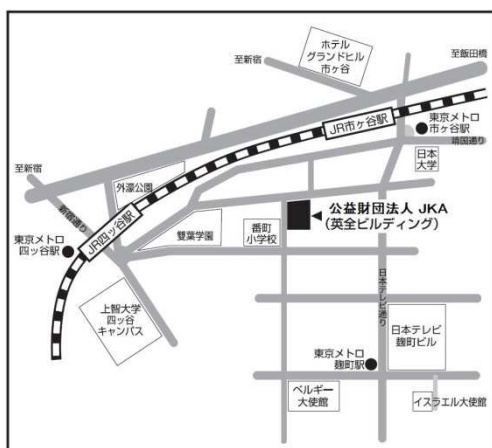 ホテル
グランドヒル
市ヶ谷
至新宿
至飯田橋
JR市ヶ谷駅
東京メトロ
市ヶ谷駅
靖国通り
日本
大学
至新宿
外濠公園
新宿通り
JR四ツ谷駅
東京メトロ
四ッ谷駅
雙葉学園
番町
小学校
公益財団法人 JKA
(英全ビルディング)
上智大学
四ッ谷
キャンパス
日本テレビ通り
日本テレビ
麹町ビル
東京メトロ
麹町駅
ベルギー
大使館
イスラエル大使館